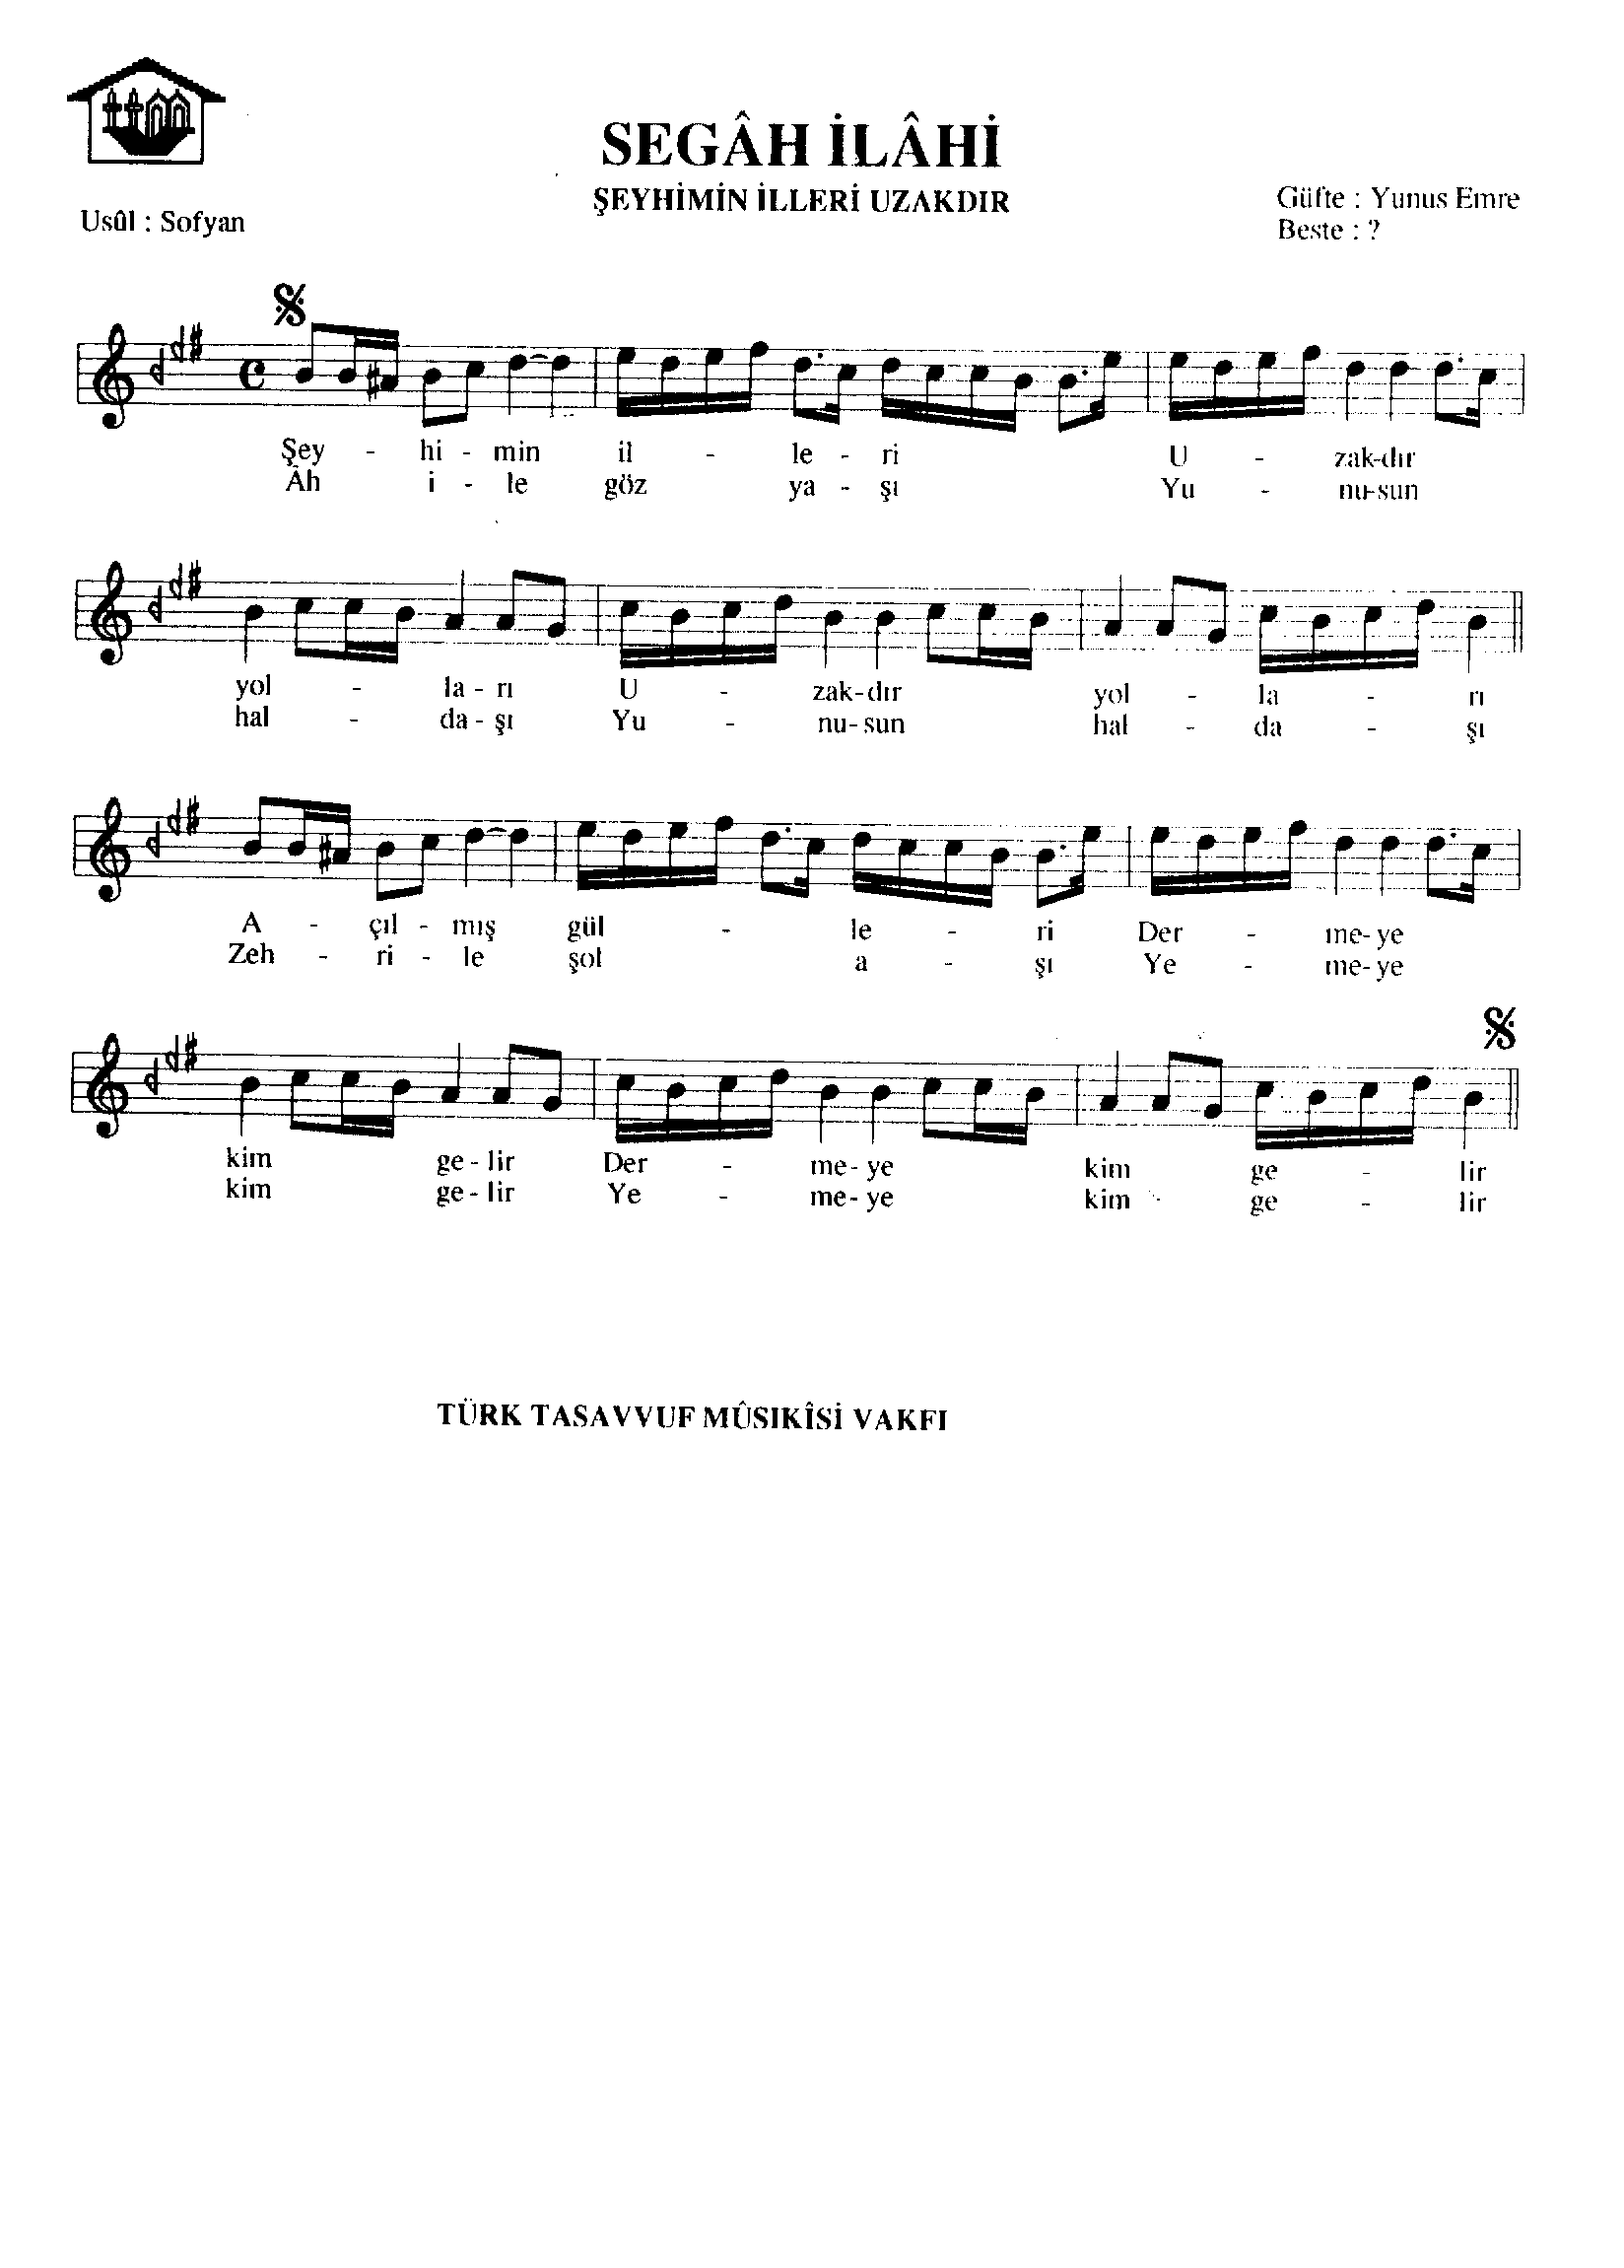 SEGÂH İLÂHİ
ŞEYHİMİN İLLERİ UZAKDIR
Usûl : Sofyan
Güfte : Yunus Emre
Beste : ?
Şey - hi - min il - le - ri U - zak-dır
Âh i - le göz ya - şı Yu - nu-sun
yol - la - rı U - zak-dır yol - la - rı
hal - da - şı Yu - nu-sun hal - da - şı
A - çıl - mış gül - le - ri Der - me-ye
Zeh - ri - le şol a - şı Ye - me-ye
kim ge - lir Der - me-ye kim ge - lir
kim ge - lir Ye - me-ye kim ge - lir
TÜRK TASAVVUF MÛSIKÎSİ VAKFI